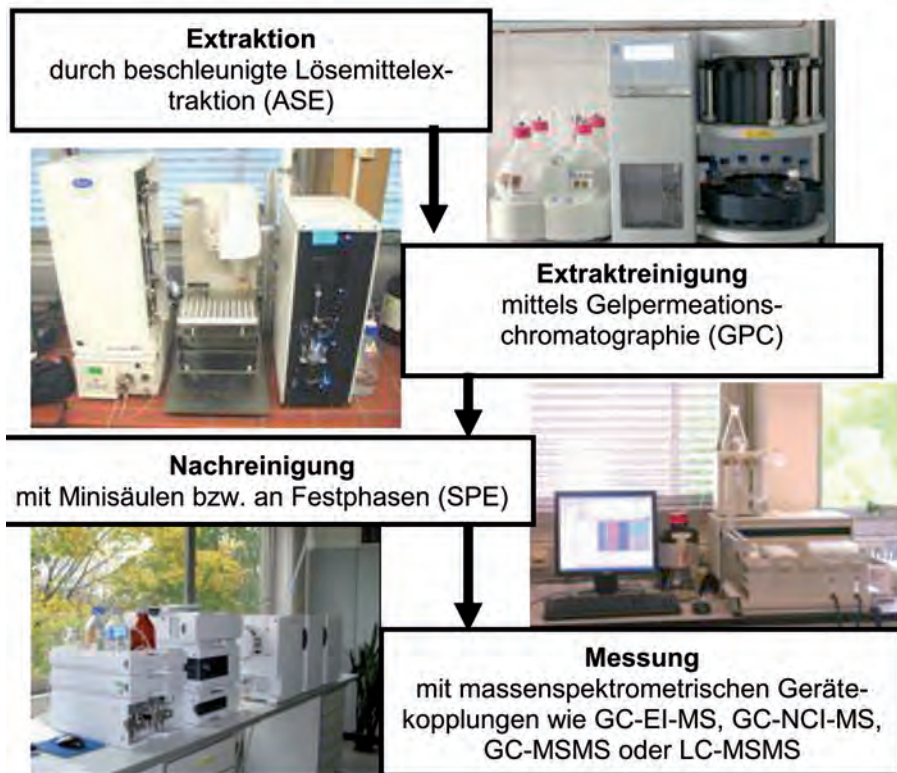 Extraktion
durch beschleunigte Lösemittelex-
traktion (ASE)
Extraktreinigung
mittels Gelpermeations-
chromatographie (GPC)
Nachreinigung
mit Minisäulen bzw. an Festphasen (SPE)
Messung
mit massenspektrometrischen Geräte-
kopplungen wie GC-EI-MS, GC-NCI-MS,
GC-MSMS oder LC-MSMS